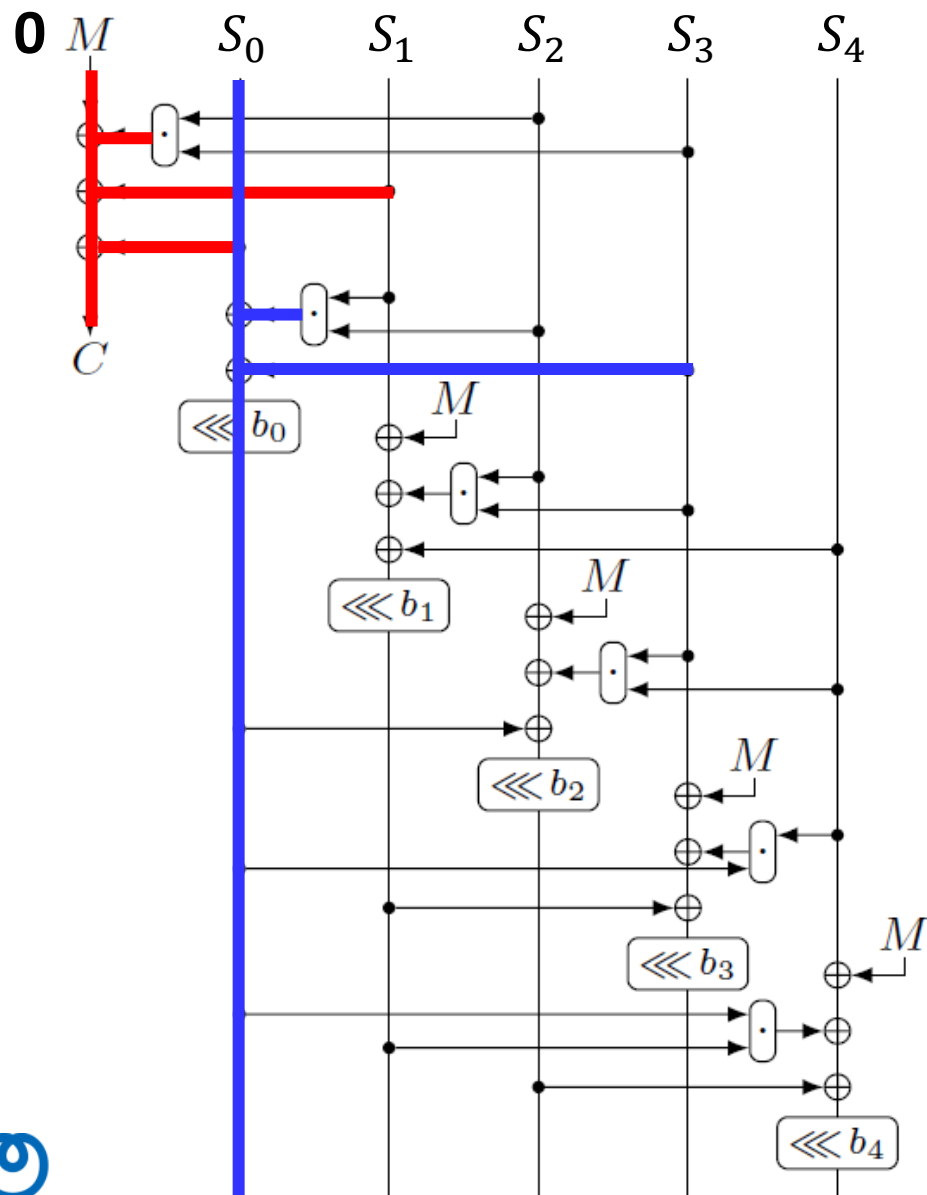 0 M S₀ S₁ S₂ S₃ S₄
C
M
⋘ b₀
M
⋘ b₁
M
⋘ b₂
M
⋘ b₃
⋘ b₄